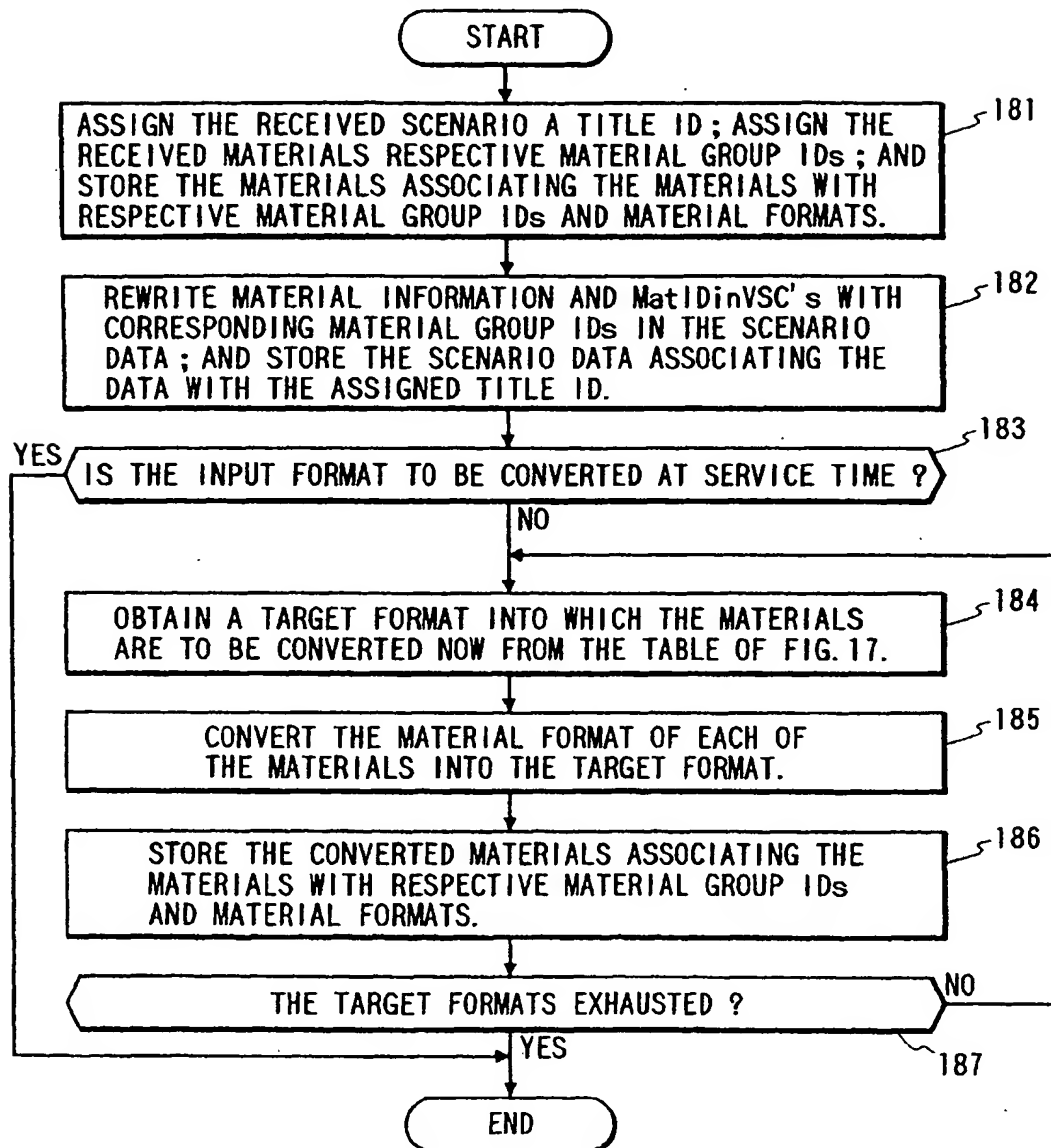 START
181
ASSIGN THE RECEIVED SCENARIO A TITLE ID; ASSIGN THE
RECEIVED MATERIALS RESPECTIVE MATERIAL GROUP IDs; AND
STORE THE MATERIALS ASSOCIATING THE MATERIALS WITH
RESPECTIVE MATERIAL GROUP IDs AND MATERIAL FORMATS.
182
REWRITE MATERIAL INFORMATION AND MatIDinVSC's WITH
CORRESPONDING MATERIAL GROUP IDs IN THE SCENARIO
DATA; AND STORE THE SCENARIO DATA ASSOCIATING THE
DATA WITH THE ASSIGNED TITLE ID.
183
YES
IS THE INPUT FORMAT TO BE CONVERTED AT SERVICE TIME ?
NO
184
OBTAIN A TARGET FORMAT INTO WHICH THE MATERIALS
ARE TO BE CONVERTED NOW FROM THE TABLE OF FIG. 17.
185
CONVERT THE MATERIAL FORMAT OF EACH OF
THE MATERIALS INTO THE TARGET FORMAT.
186
STORE THE CONVERTED MATERIALS ASSOCIATING THE
MATERIALS WITH RESPECTIVE MATERIAL GROUP IDs
AND MATERIAL FORMATS.
THE TARGET FORMATS EXHAUSTED ?
NO
YES
187
END